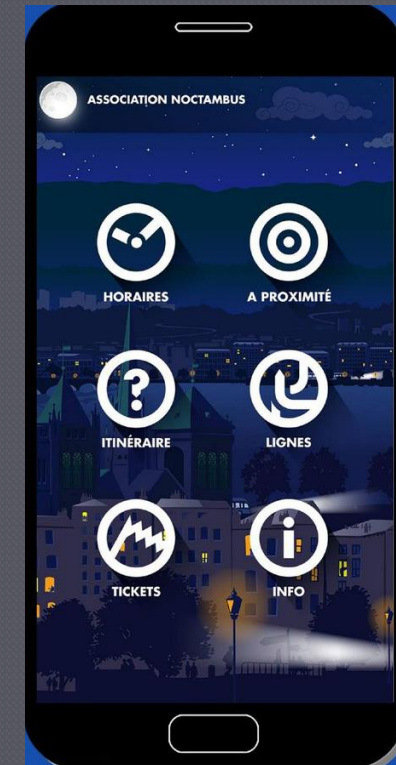 ASSOCIATION NOCTAMBUS
HORAIRES
A PROXIMITÉ
ITINÉRAIRE
LIGNES
TICKETS
INFO